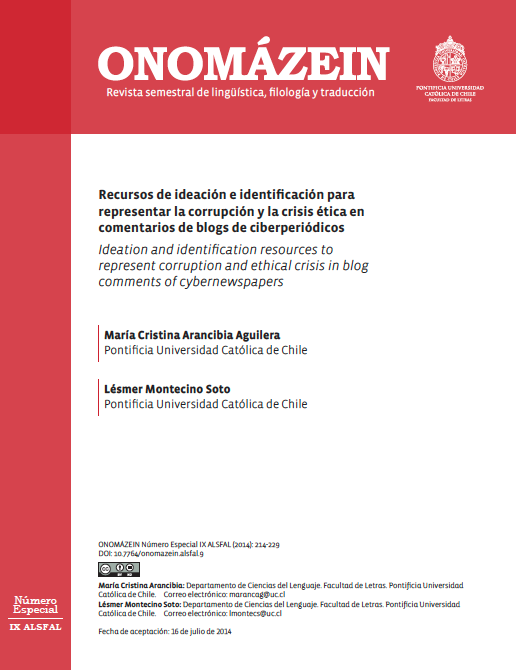 ONOMÁZEIN
Revista semestral de lingüística, filología y traducción
PONTIFICIA UNIVERSIDAD
CATÓLICA DE CHILE
FACULTAD DE LETRAS
Recursos de ideación e identificación para
representar la corrupción y la crisis ética en
comentarios de blogs de ciberperiódicos
Ideation and identification resources to
represent corruption and ethical crisis in blog
comments of cybernewspapers
María Cristina Arancibia Aguilera
Pontificia Universidad Católica de Chile
Lésmer Montecino Soto
Pontificia Universidad Católica de Chile
ONOMÁZEIN Número Especial IX ALSFAL (2014): 214-229
DOI: 10.7764/onomazein.alsfal.9
cc
BY NC
María Cristina Arancibia: Departamento de Ciencias del Lenguaje. Facultad de Letras. Pontificia Universidad
Católica de Chile. Correo electrónico: marancag@uc.cl
Lésmer Montecino Soto: Departamento de Ciencias del Lenguaje. Facultad de Letras. Pontificia Universidad
Católica de Chile. Correo electrónico: lmontecs@uc.cl
Fecha de aceptación: 16 de julio de 2014
Número
Especial
IX ALSFAL